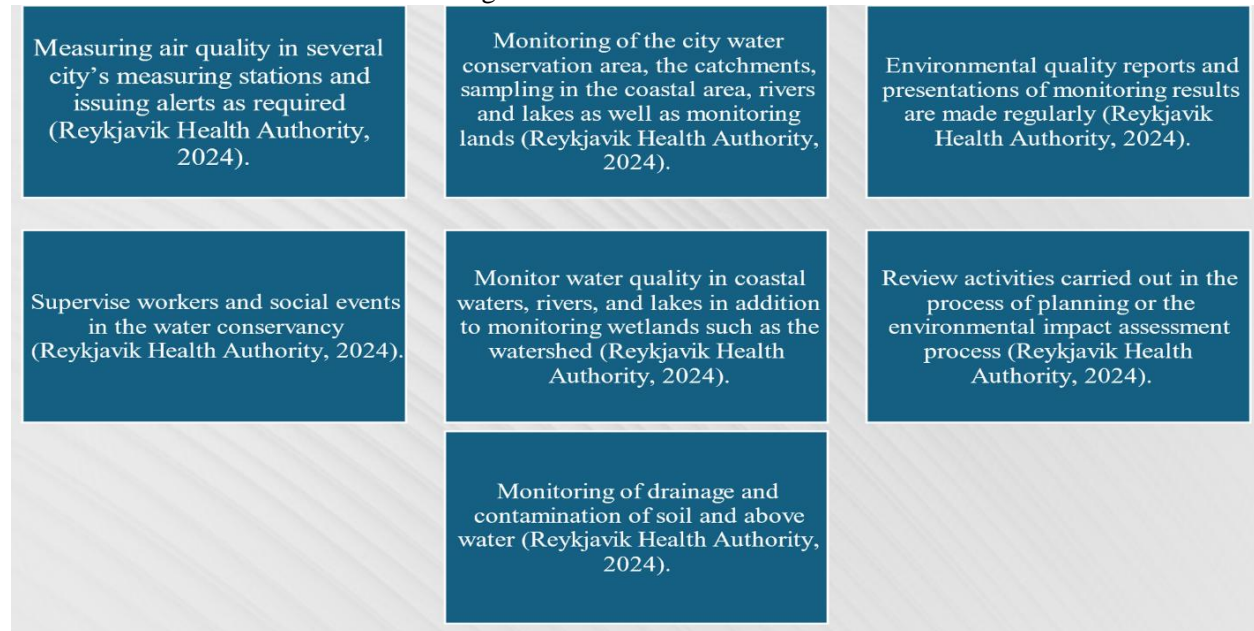 Measuring air quality in several
city's measuring stations and
issuing alerts as required
(Reykjavik Health Authority,
2024).
Monitoring of the city water
conservation area, the catchments,
sampling in the coastal area, rivers
and lakes as well as monitoring
lands (Reykjavik Health Authority,
2024).
Environmental quality reports and
presentations of monitoring results
are made regularly (Reykjavik
Health Authority, 2024).
Supervise workers and social events
in the water conservancy
(Reykjavik Health Authority, 2024).
Monitor water quality in coastal
waters, rivers, and lakes in addition
to monitoring wetlands such as the
watershed (Reykjavik Health
Authority, 2024).
Review activities carried out in the
process of planning or the
environmental impact assessment
process (Reykjavik Health
Authority, 2024).
Monitoring of drainage and
contamination of soil and above
water (Reykjavik Health Authority,
2024).